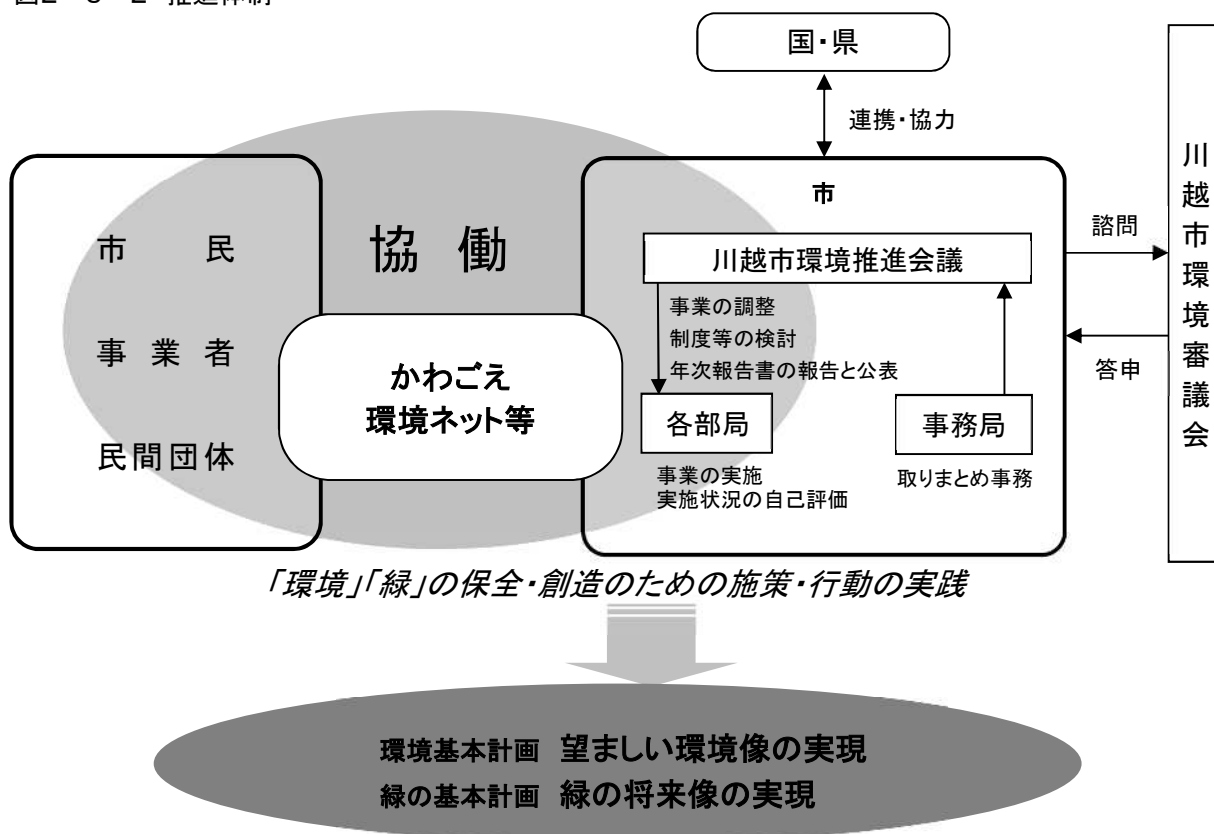 推進体制
国・県
連携・協力
市
川越市環境推進会議
事業の調整
制度等の検討
年次報告書の報告と公表
各部局
事業の実施
実施状況の自己評価
事務局
取りまとめ事務
諮問
答申
川越市環境審議会
協働
市民
事業者
民間団体
かわごえ
環境ネット等
「環境」「緑」の保全・創造のための施策・行動の実践
環境基本計画 望ましい環境像の実現
緑の基本計画 緑の将来像の実現